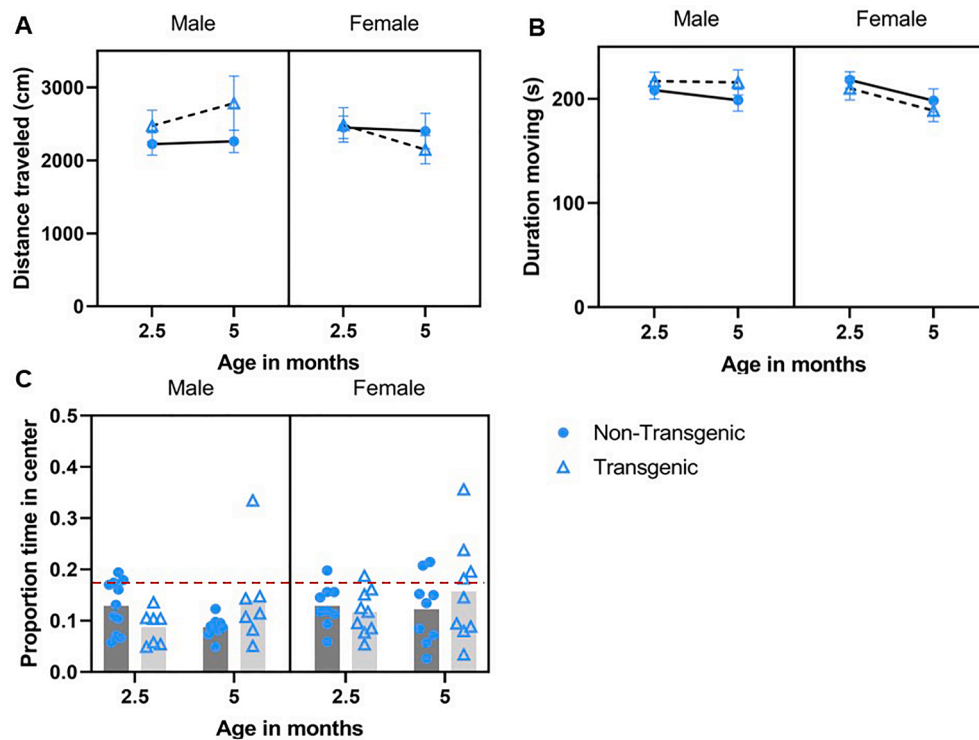 A
Male
Female
Distance traveled (cm)
3000
2000
1000
0
2.5
5
2.5
5
Age in months
B
Male
Female
Duration moving (s)
200
100
0
2.5
5
2.5
5
Age in months
C
Male
Female
Proportion time in center
0.5
0.4
0.3
0.2
0.1
0.0
2.5
5
2.5
5
Age in months
Non-Transgenic
Transgenic